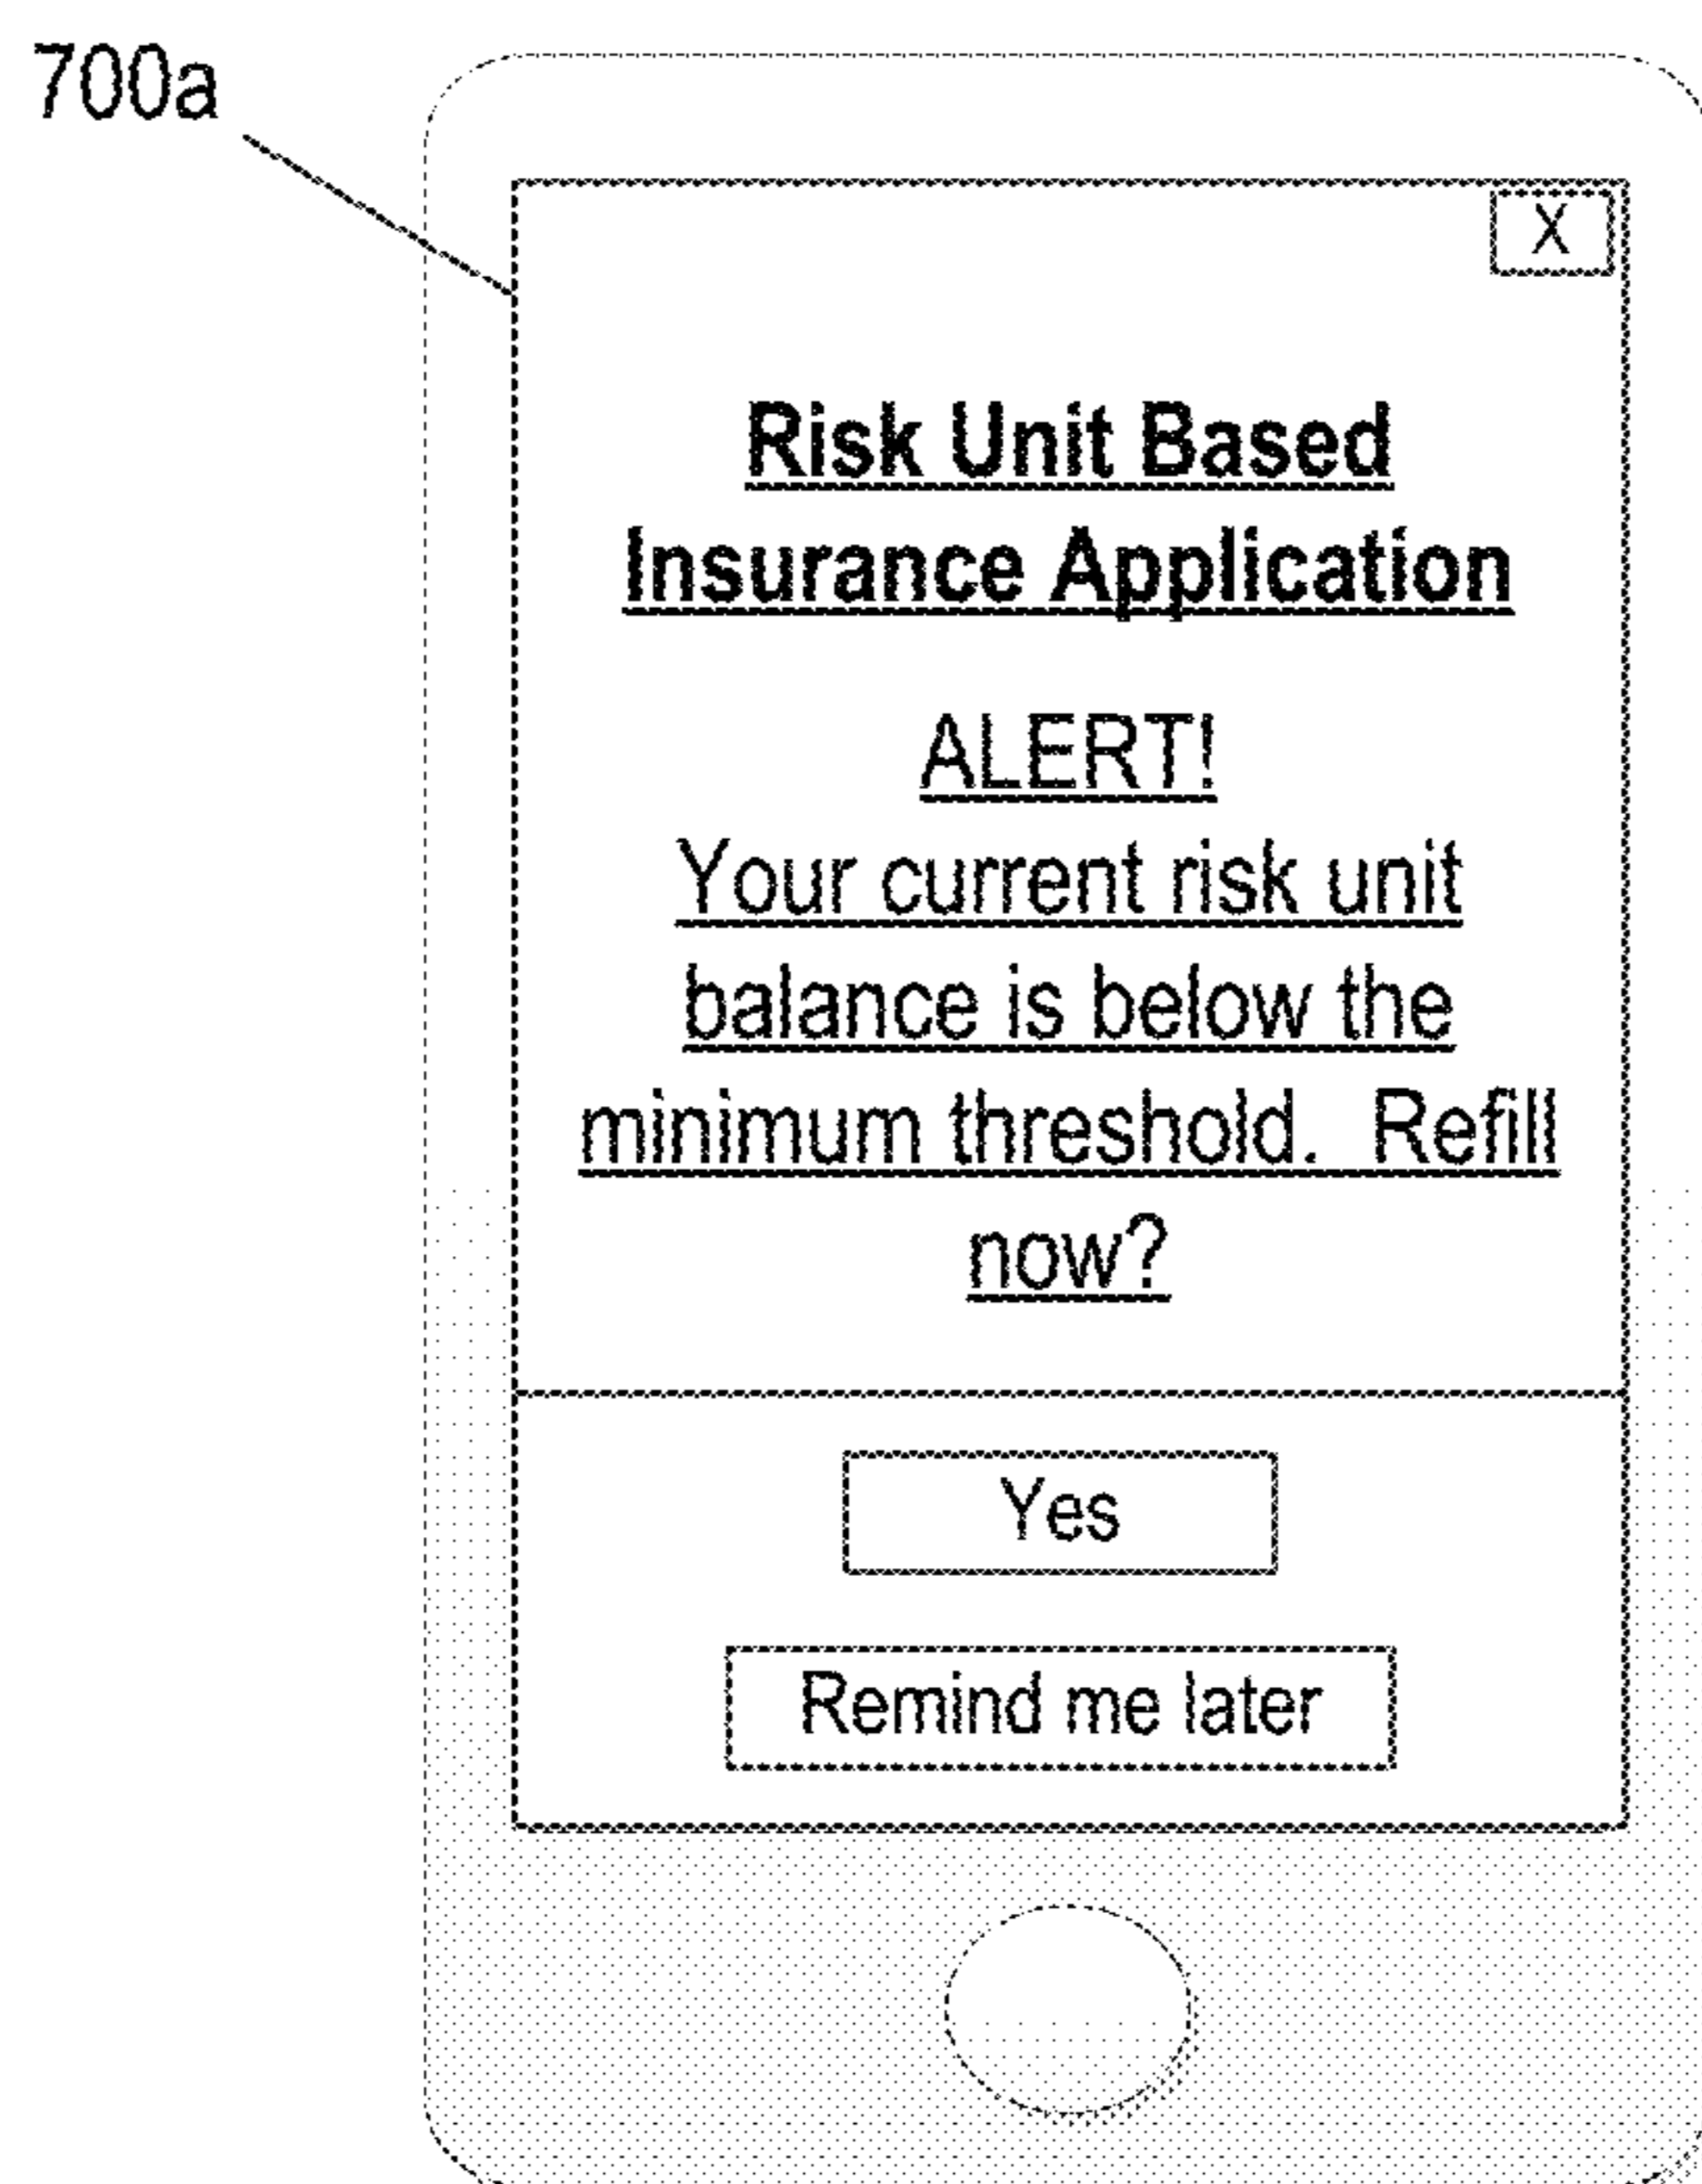 700a
X
Risk Unit Based
Insurance Application
ALERT!
Your current risk unit
balance is below the
minimum threshold.  Refill
now?
Yes
Remind me later